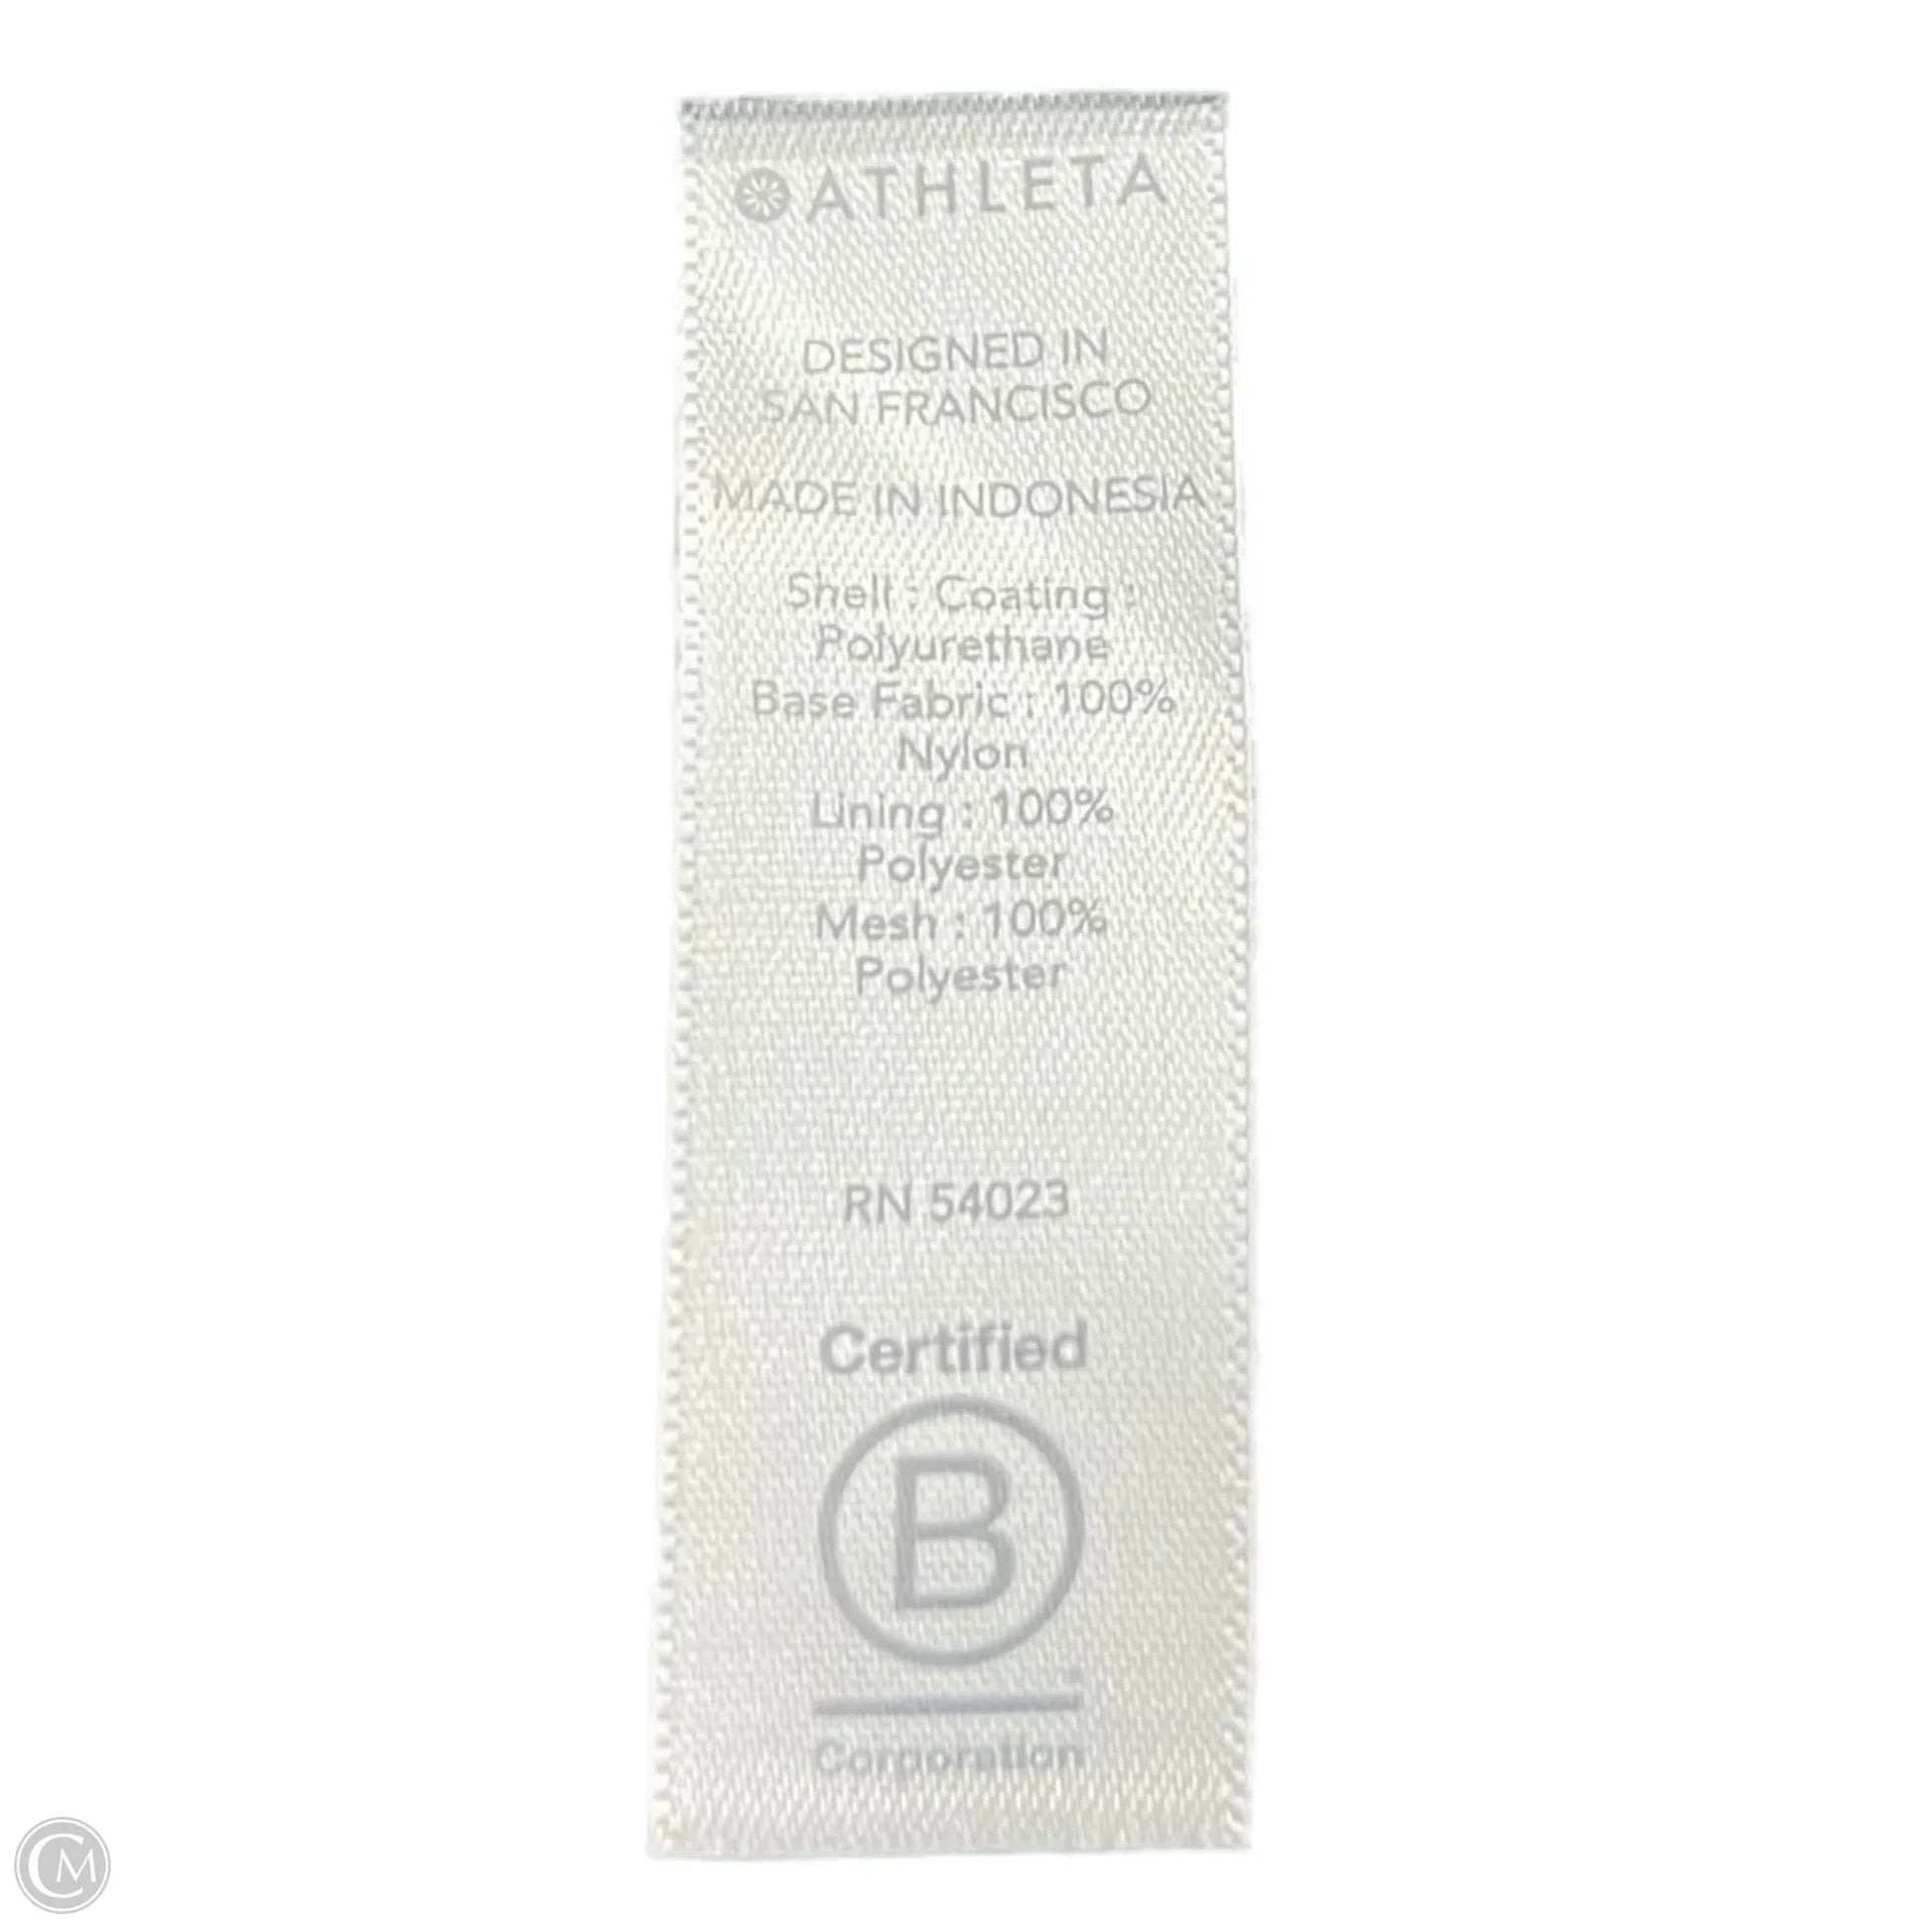 ATHLETA
DESIGNED IN
SAN FRANCISCO
MADE IN INDONESIA
Shell : Coating :
Polyurethane
Base Fabric : 100%
Nylon
Lining : 100%
Polyester
Mesh : 100%
Polyester
RN 54023
Certified
B
Corporation
CM